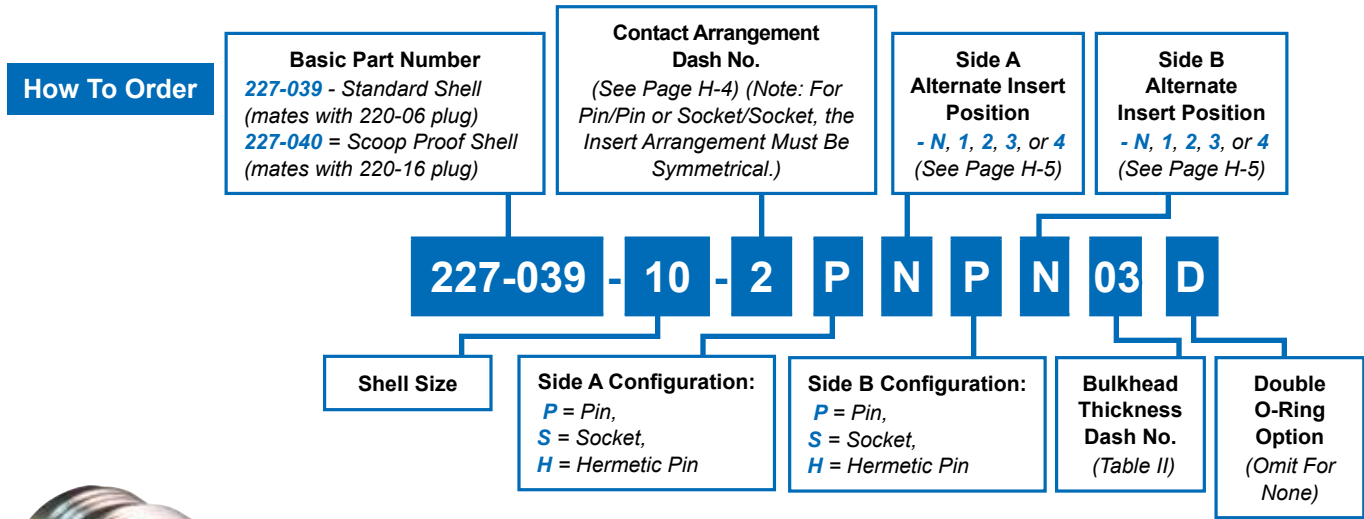 How To Order
Basic Part Number
227-039 - Standard Shell
(mates with 220-06 plug)
227-040 = Scoop Proof Shell
(mates with 220-16 plug)
Contact Arrangement
Dash No.
(See Page H-4) (Note: For
Pin/Pin or Socket/Socket, the
Insert Arrangement Must Be
Symmetrical.)
Side A
Alternate Insert
Position
- N, 1, 2, 3, or 4
(See Page H-5)
Side B
Alternate
Insert Position
- N, 1, 2, 3, or 4
(See Page H-5)
227-039 - 10 - 2 P N P N 03 D
Shell Size
Side A Configuration:
P = Pin,
S = Socket,
H = Hermetic Pin
Side B Configuration:
P = Pin,
S = Socket,
H = Hermetic Pin
Bulkhead
Thickness
Dash No.
(Table II)
Double
O-Ring
Option
(Omit For
None)